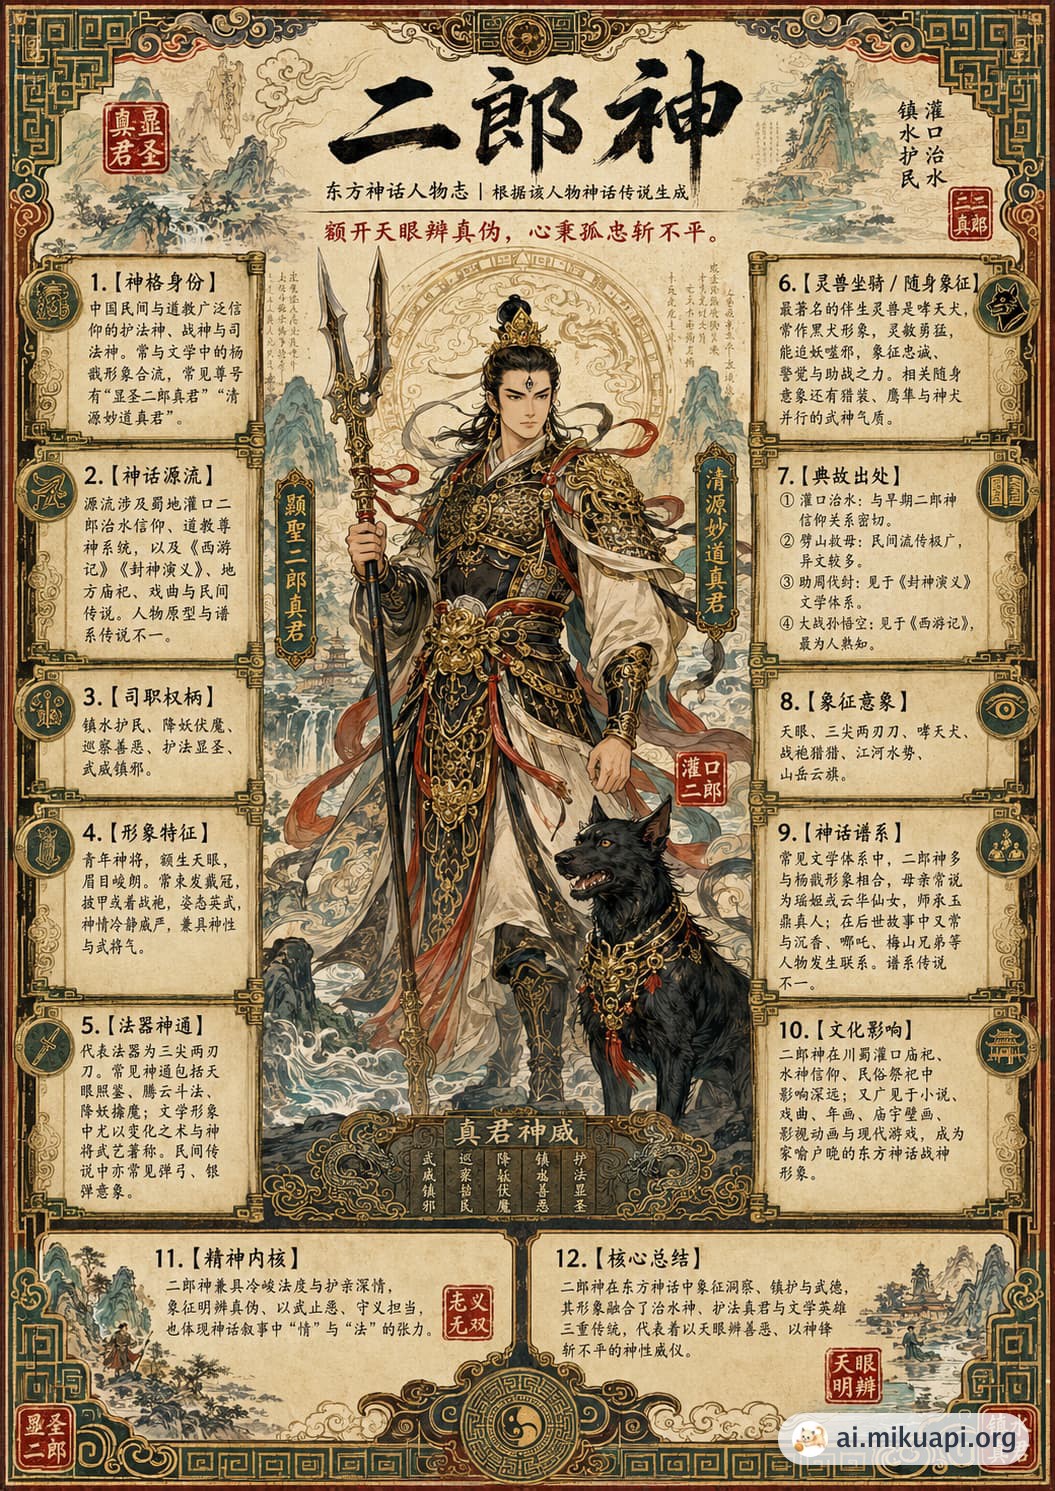 二郎神
东方神话人物志｜根据该人物神话传说生成
额开天眼辨真伪，心秉孤忠斩不平。
显圣
真君
灌口治水
镇水护民
二郎
真
1.【神格身份】
中国民间与道教广泛信
仰的护法神、战神与司
法神。常与文学中的杨
戬形象合流，常见尊号
有“显圣二郎真君”“清
源妙道真君”。
2.【神话源流】
源流涉及蜀地灌口二
郎治水信仰、道教尊
神系统，以及《西游
记》《封神演义》、地
方庙祀、戏曲与民间
传说。人物原型与谱
系传说不一。
3.【司职权柄】
镇水护民、降妖伏魔、
巡察善恶、护法显圣、
武威镇邪。
4.【形象特征】
青年神将，额生天眼，
眉目峻朗。常束发戴冠，
披甲或着战袍，姿态英武，
神情冷静威严，兼具神性
与武将气。
5.【法器神通】
代表法器为三尖两刃
刀。常见神通包括天
眼照鉴、腾云斗法、
降妖擒魔；文学形象
中尤以变化之术与神
将武艺著称。民间传
说中亦常见弹弓、银
弹意象。
顯聖二郎真君
清源妙道真君
灌口
二郎
真君神威
武威镇邪
降妖伏魔
护法显圣
6.【灵兽坐骑 / 随身象征】
最著名的伴生灵兽是哮天犬，
常作黑犬形象，灵敏勇猛，
能追妖噬邪，象征忠诚、
警觉与助战之力。相关随身
意象还有猎装、鹰隼与神犬
并行的武神气质。
7.【典故出处】
① 灌口治水：与早期二郎神
信仰关系密切。
② 劈山救母：民间流传极广，
异文较多。
③ 助周伐纣：见于《封神演义》
文学体系。
④ 大战孙悟空：见于《西游记》，
最为人熟知。
8.【象征意象】
天眼、三尖两刃刀、哮天犬、
战袍猎猎、江河水势、
山岳云旗。
9.【神话谱系】
常见文学体系中，二郎神多
与杨戬形象相合，母亲常说
为瑶姬或云华仙女，师承玉
鼎真人；在后世故事中又常
与沉香、哪吒、梅山兄弟等
人物发生联系。谱系传说
不一。
10.【文化影响】
二郎神在川蜀灌口庙祀、
水神信仰、民俗祭祀中
影响深远；又广见于小说、
戏曲、年画、庙宇壁画、
影视动画与现代游戏，成为
家喻户晓的东方神话战神
形象。
11.【精神内核】
二郎神兼具冷峻法度与护亲深情，
象征明辨真伪、以武止恶、守义担当，
也体现神话叙事中“情”与“法”的张力。
义
无双
12.【核心总结】
二郎神在东方神话中象征洞察、镇护与武德，
其形象融合了治水神、护法真君与文学英雄
三重传统，代表着以天眼辨善恶、以神锋
斩不平的神性威仪。
天眼
明辨
显圣
二郎
ai.mikuapi.org